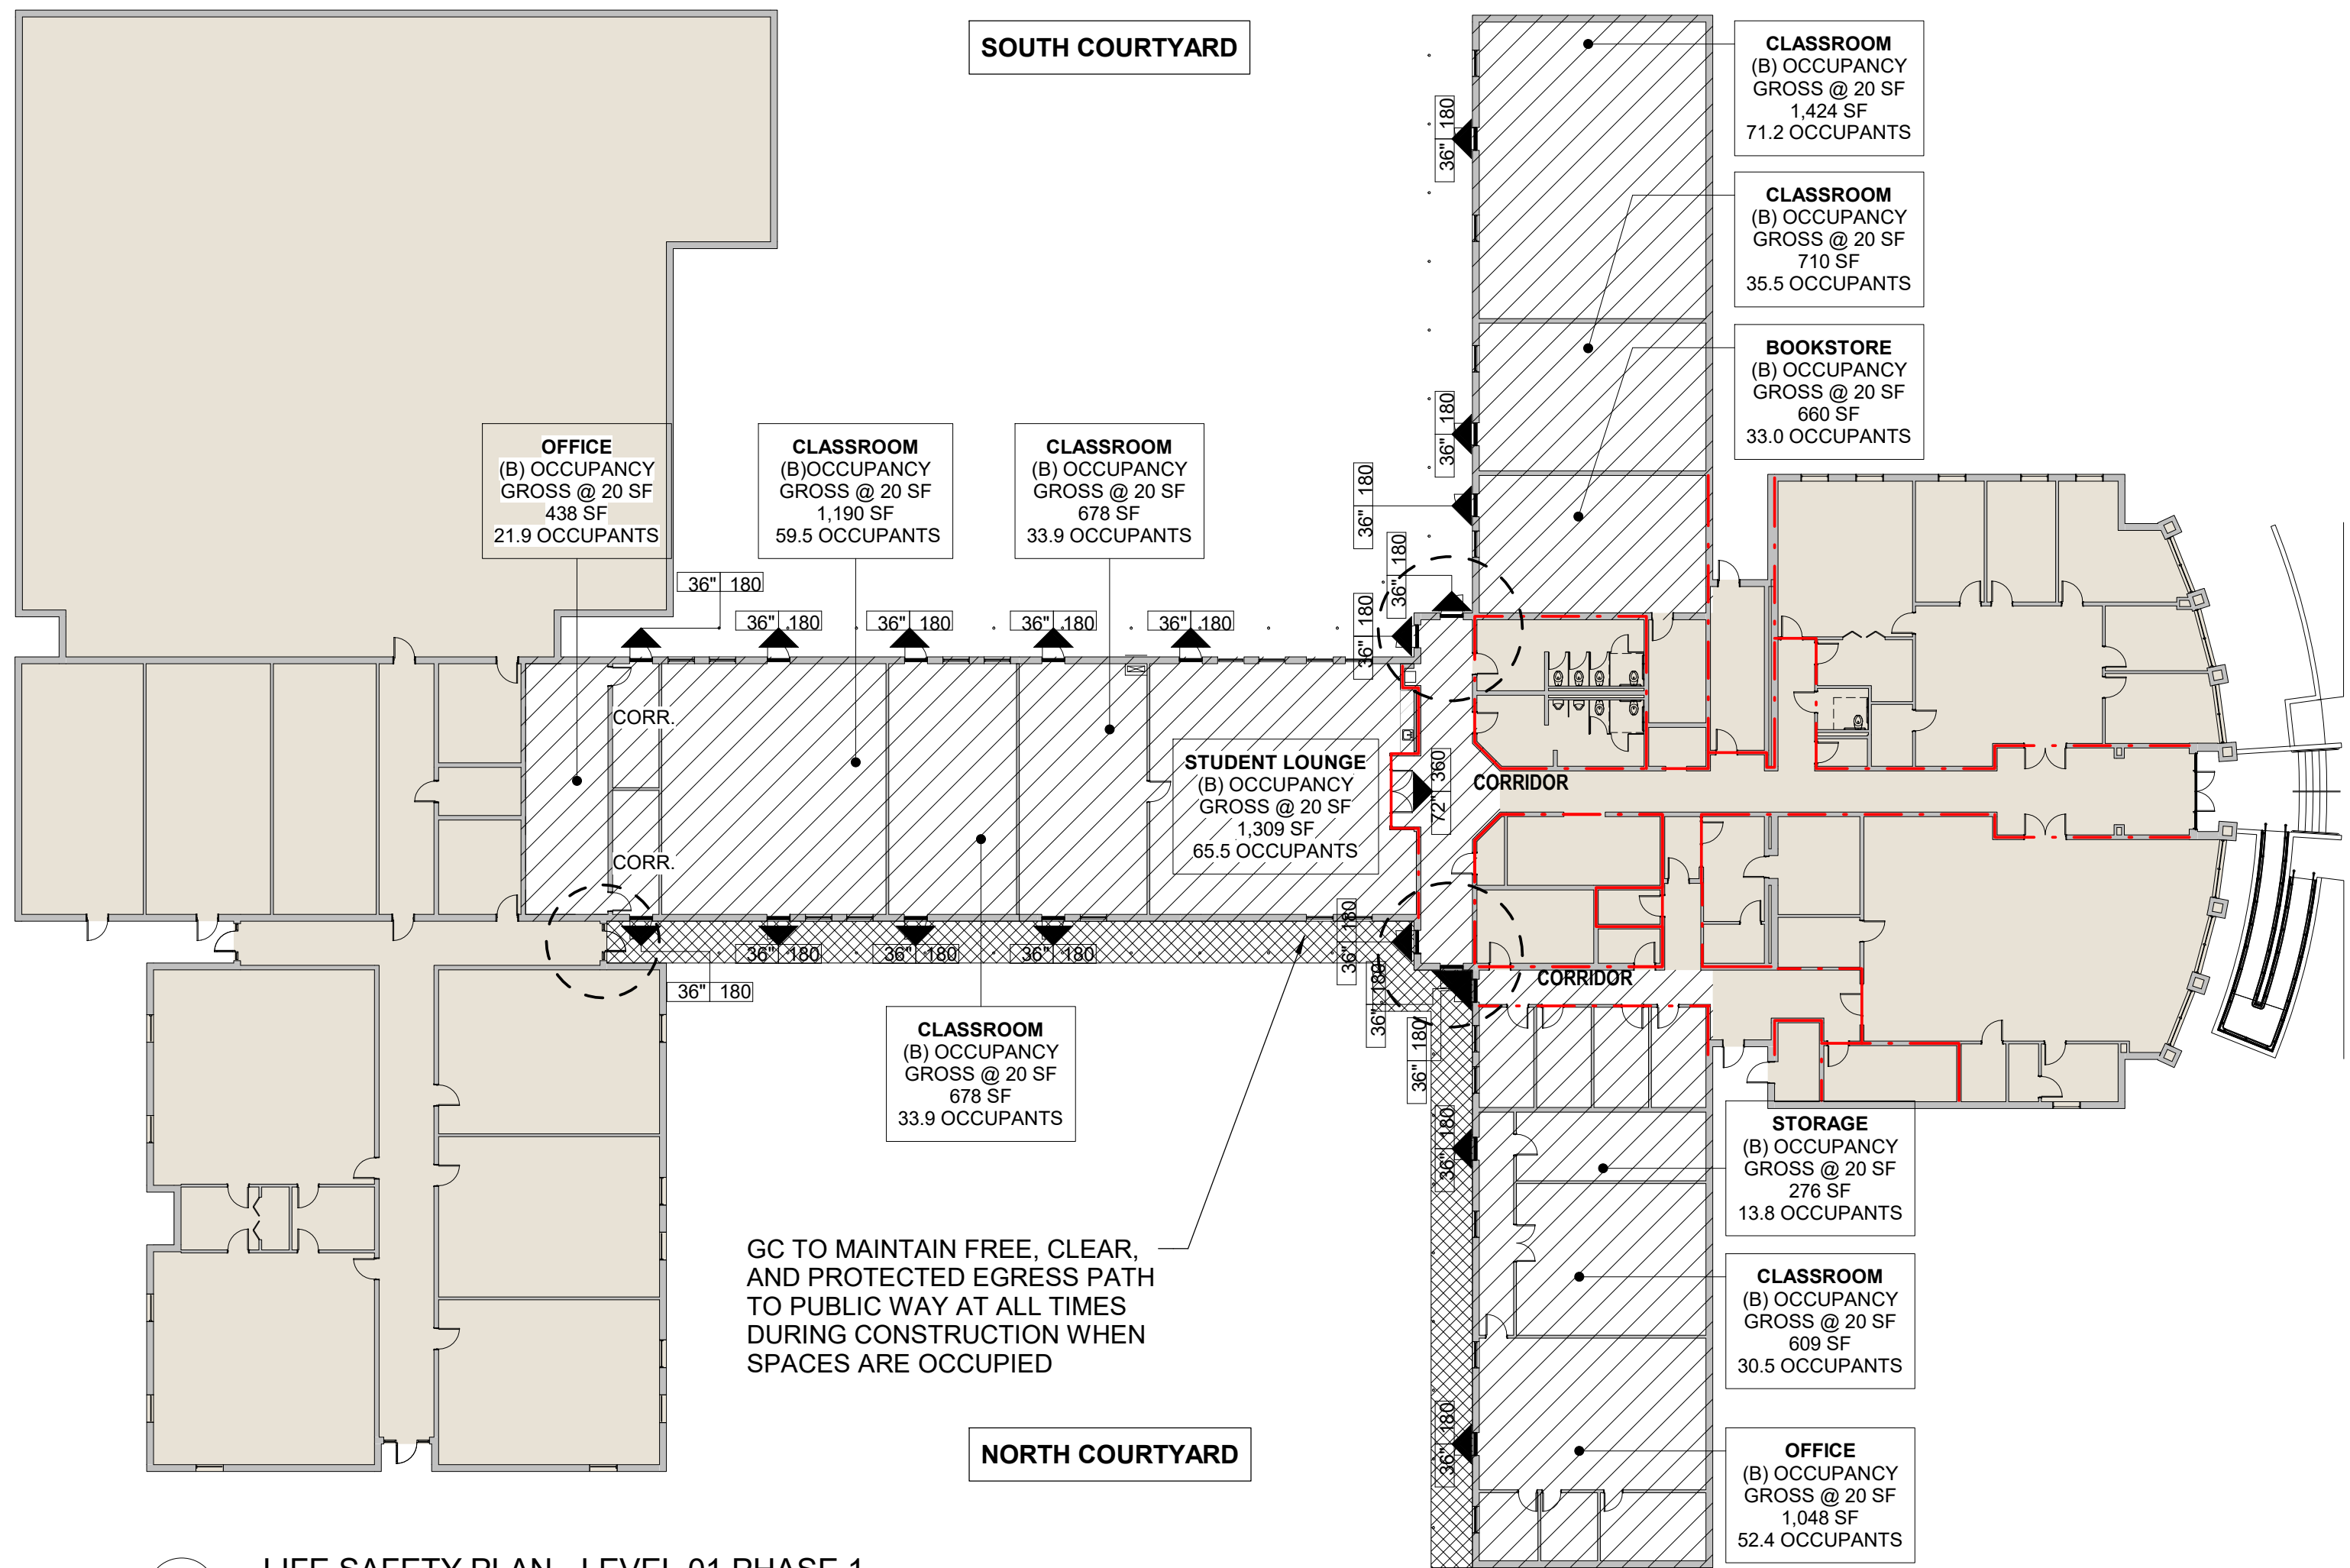 SOUTH COURTYARD
CLASSROOM
(B) OCCUPANCY
GROSS @ 20 SF
1,424 SF
71.2 OCCUPANTS
36" 180
CLASSROOM
(B) OCCUPANCY
GROSS @ 20 SF
710 SF
35.5 OCCUPANTS
BOOKSTORE
(B) OCCUPANCY
GROSS @ 20 SF
660 SF
33.0 OCCUPANTS
36" 180
36" 180
36" 180
36" 180
OFFICE
(B) OCCUPANCY
GROSS @ 20 SF
438 SF
21.9 OCCUPANTS
CLASSROOM
(B)OCCUPANCY
GROSS @ 20 SF
1,190 SF
59.5 OCCUPANTS
CLASSROOM
(B) OCCUPANCY
GROSS @ 20 SF
678 SF
33.9 OCCUPANTS
36" 180
36" 180
36" 180
36" 180
36" 180
CORR.
CORR.
STUDENT LOUNGE
(B) OCCUPANCY
GROSS @ 20 SF
1,309 SF
65.5 OCCUPANTS
72" 360
CORRIDOR
CORRIDOR
36" 180
36" 180
36" 180
36" 180
36" 180
36" 180
36" 180
CLASSROOM
(B) OCCUPANCY
GROSS @ 20 SF
678 SF
33.9 OCCUPANTS
36" 180
36" 180
STORAGE
(B) OCCUPANCY
GROSS @ 20 SF
276 SF
13.8 OCCUPANTS
GC TO MAINTAIN FREE, CLEAR,
AND PROTECTED EGRESS PATH
TO PUBLIC WAY AT ALL TIMES
DURING CONSTRUCTION WHEN
SPACES ARE OCCUPIED
CLASSROOM
(B) OCCUPANCY
GROSS @ 20 SF
609 SF
30.5 OCCUPANTS
36" 180
NORTH COURTYARD
OFFICE
(B) OCCUPANCY
GROSS @ 20 SF
1,048 SF
52.4 OCCUPANTS
LIFE SAFETY PLAN - LEVEL 01 PHASE 1